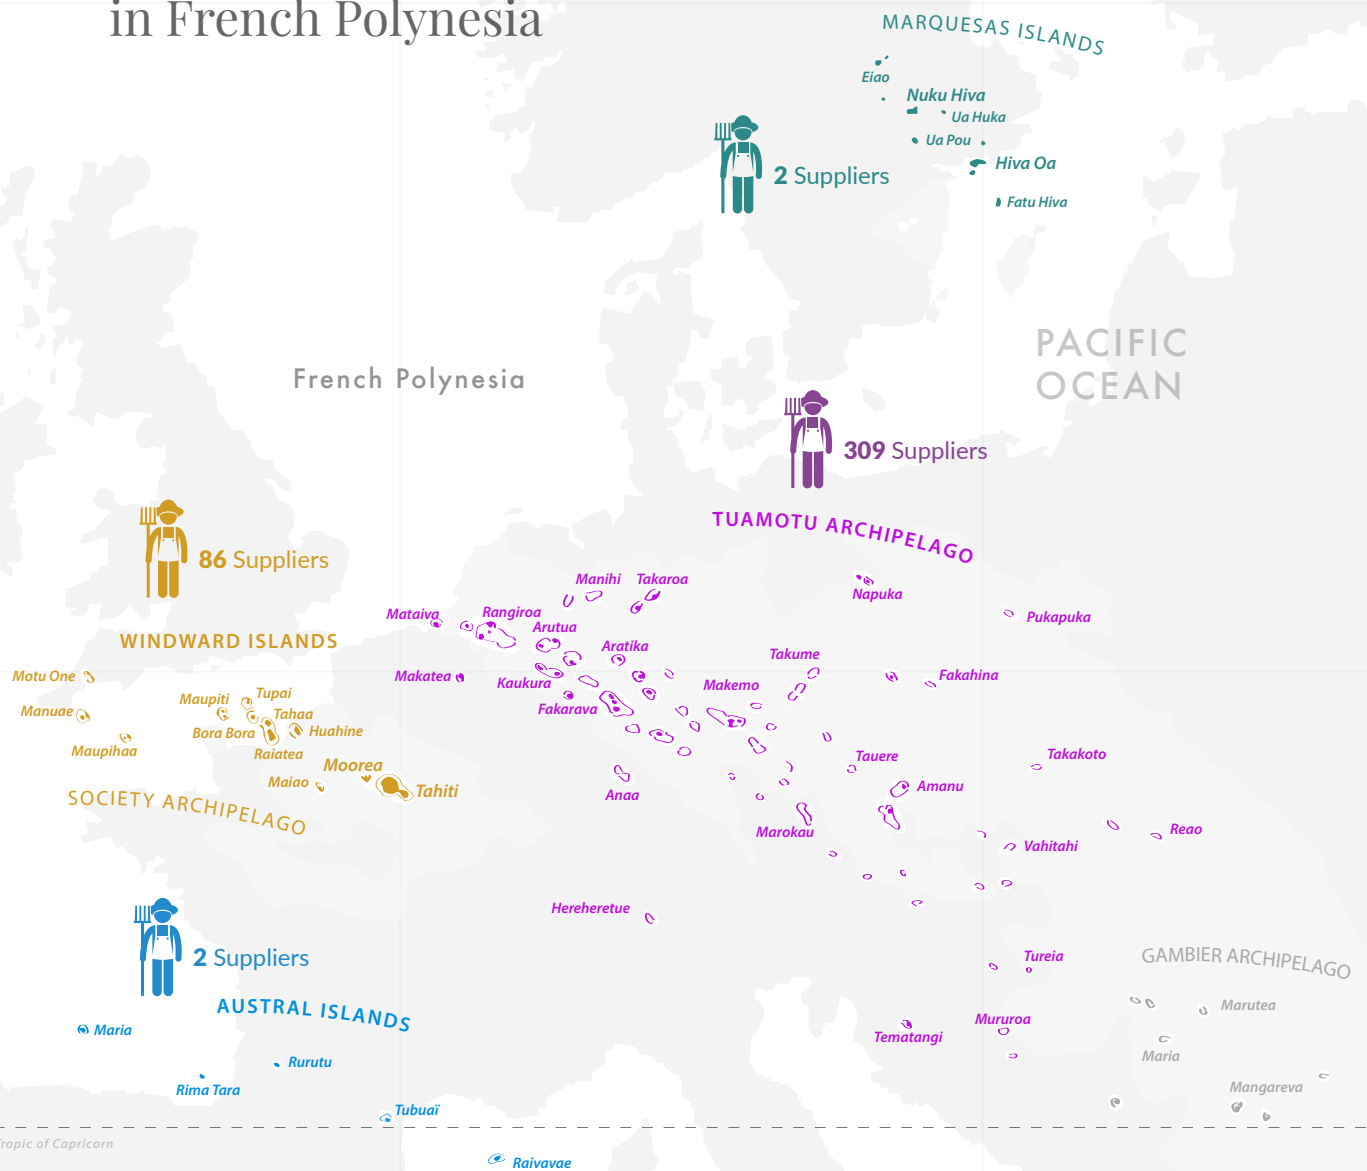 in French Polynesia
MARQUESAS ISLANDS
Eiao
Nuku Hiva
Ua Huka
Ua Pou
Hiva Oa
2 Suppliers
Fatu Hiva
PACIFIC
OCEAN
French Polynesia
309 Suppliers
TUAMOTU ARCHIPELAGO
86 Suppliers
WINDWARD ISLANDS
Manihi
Takaroa
Napuka
Mataiva
Rangiroa
Pukapuka
Arutua
Aratika
Takume
Makatea
Kaukura
Makemo
Fakahina
Fakarava
Motu One
Manuae
Maupihaa
Maupiti
Tupai
Tahaa
Bora Bora
Huahine
Raiatea
Moorea
Maiao
Tahiti
SOCIETY ARCHIPELAGO
Tauere
Takakoto
Anaa
Amanu
Marokau
Reao
Vahitahi
Hereheretue
2 Suppliers
AUSTRAL ISLANDS
Tureia
GAMBIER ARCHIPELAGO
Maria
Rurutu
Rima Tara
Tubuaï
Tematangi
Mururoa
Marutea
Maria
Mangareva
Tropic of Capricorn
Raivavae